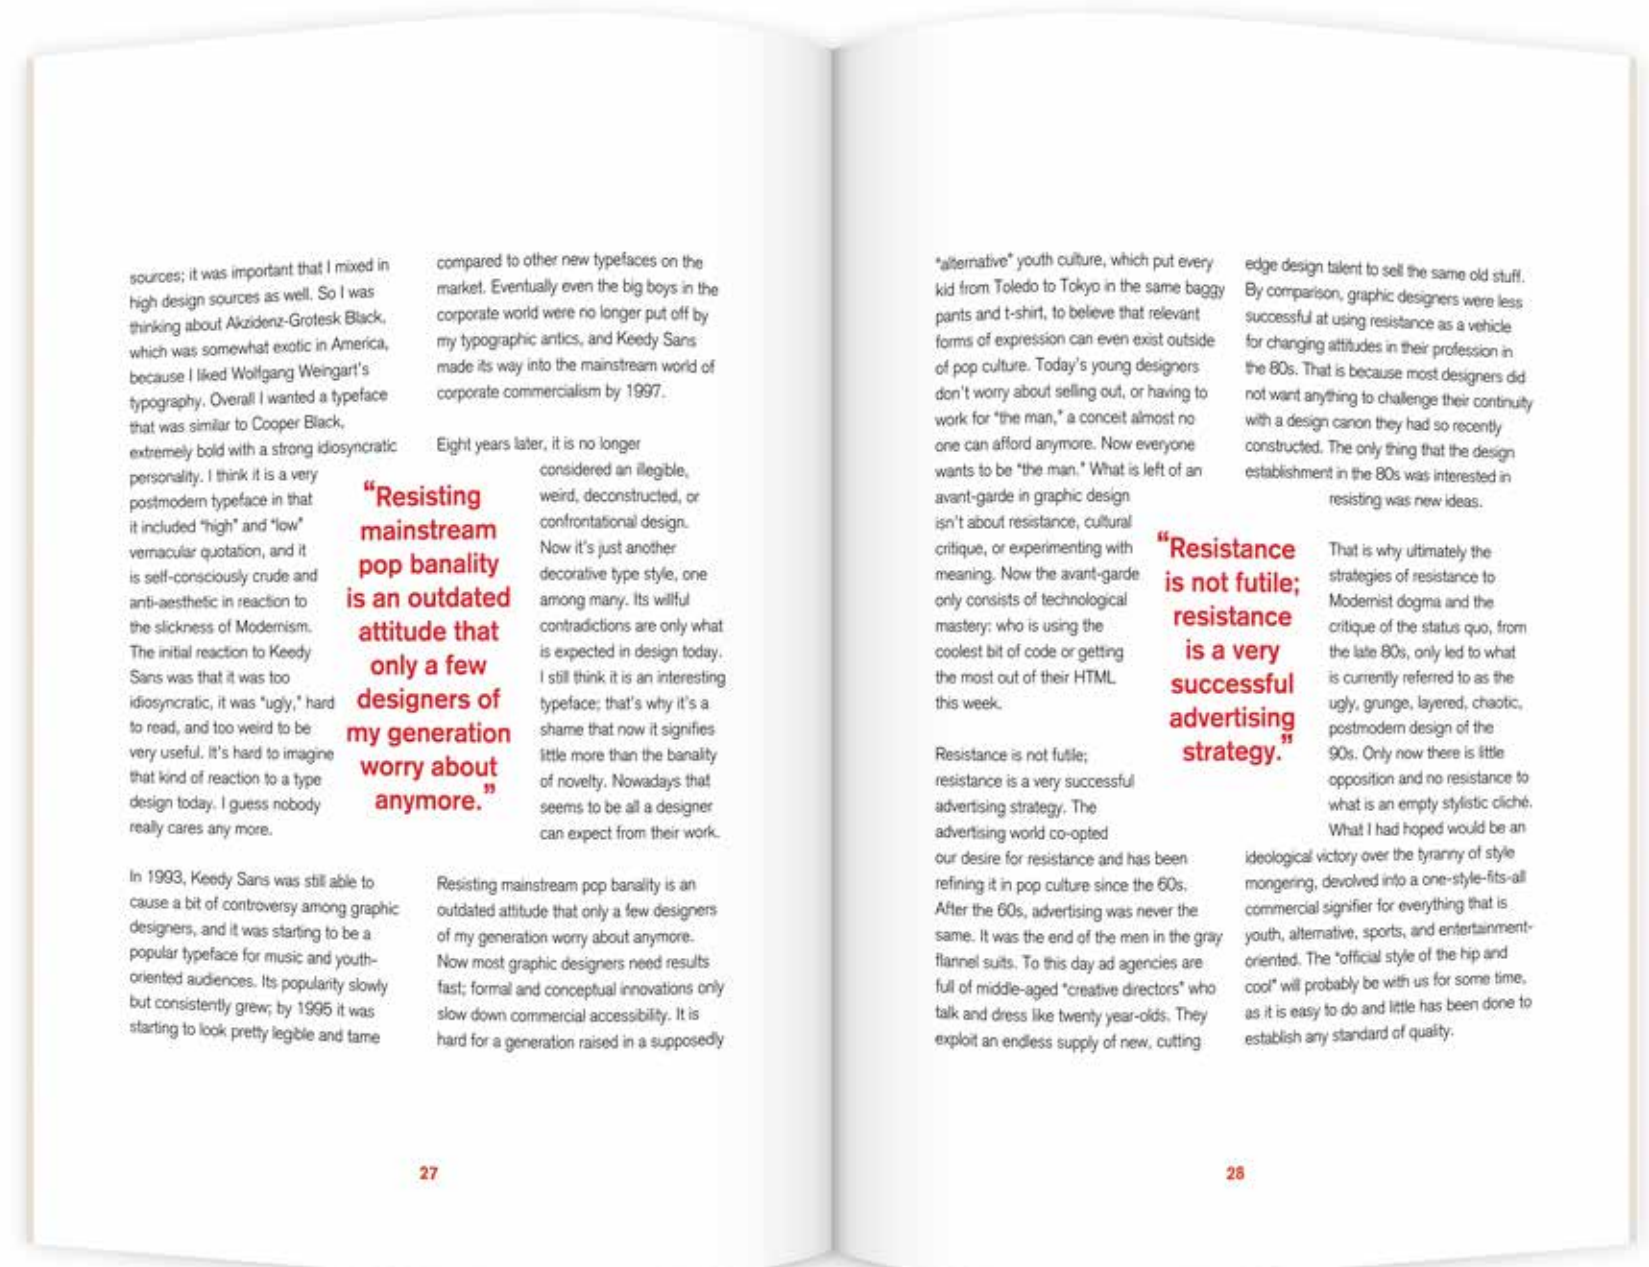 sources; it was important that I mixed in
high design sources as well. So I was
thinking about Akzidenz-Grotesk Black,
which was somewhat exotic in America,
because I liked Wolfgang Weingart's
typography. Overall I wanted a typeface
that was similar to Cooper Black,
extremely bold with a strong idiosyncratic
personality. I think it is a very
postmodern typeface in that
it included "high" and "low"
vernacular quotation, and it
is self-consciously crude and
anti-aesthetic in reaction to
the slickness of Modernism.
The initial reaction to Keedy
Sans was that it was too
idiosyncratic, it was "ugly," hard
to read, and too weird to be
very useful. It's hard to imagine
that kind of reaction to a type
design today. I guess nobody
really cares any more.
In 1993, Keedy Sans was still able to
cause a bit of controversy among graphic
designers, and it was starting to be a
popular typeface for music and youth-
oriented audiences. Its popularity slowly
but consistently grew; by 1995 it was
starting to look pretty legible and tame
"Resisting
mainstream
pop banality
is an outdated
attitude that
only a few
designers of
my generation
worry about
anymore."
compared to other new typefaces on the
market. Eventually even the big boys in the
corporate world were no longer put off by
my typographic antics, and Keedy Sans
made its way into the mainstream world of
corporate commercialism by 1997.
Eight years later, it is no longer
considered an illegible,
weird, deconstructed, or
confrontational design.
Now it's just another
decorative type style, one
among many. Its willful
contradictions are only what
is expected in design today.
I still think it is an interesting
typeface; that's why it's a
shame that now it signifies
little more than the banality
of novelty. Nowadays that
seems to be all a designer
can expect from their work.
Resisting mainstream pop banality is an
outdated attitude that only a few designers
of my generation worry about anymore.
Now most graphic designers need results
fast; formal and conceptual innovations only
slow down commercial accessibility. It is
hard for a generation raised in a supposedly
27
"alternative" youth culture, which put every
kid from Toledo to Tokyo in the same baggy
pants and t-shirt, to believe that relevant
forms of expression can even exist outside
of pop culture. Today's young designers
don't worry about selling out, or having to
work for "the man," a conceit almost no
one can afford anymore. Now everyone
wants to be "the man." What is left of an
avant-garde in graphic design
isn't about resistance, cultural
critique, or experimenting with
meaning. Now the avant-garde
only consists of technological
mastery: who is using the
coolest bit of code or getting
the most out of their HTML
this week.
Resistance is not futile;
resistance is a very successful
advertising strategy. The
advertising world co-opted
our desire for resistance and has been
refining it in pop culture since the 60s.
After the 60s, advertising was never the
same. It was the end of the men in the gray
flannel suits. To this day ad agencies are
full of middle-aged "creative directors" who
talk and dress like twenty year-olds. They
exploit an endless supply of new, cutting
"Resistance
is not futile;
resistance
is a very
successful
advertising
strategy."
edge design talent to sell the same old stuff.
By comparison, graphic designers were less
successful at using resistance as a vehicle
for changing attitudes in their profession in
the 80s. That is because most designers did
not want anything to challenge their continuity
with a design canon they had so recently
constructed. The only thing that the design
establishment in the 80s was interested in
resisting was new ideas.
That is why ultimately the
strategies of resistance to
Modernist dogma and the
critique of the status quo, from
the late 80s, only led to what
is currently referred to as the
ugly, grunge, layered, chaotic,
postmodern design of the
90s. Only now there is little
opposition and no resistance to
what is an empty stylistic cliché.
What I had hoped would be an
ideological victory over the tyranny of style
mongering, devolved into a one-style-fits-all
commercial signifier for everything that is
youth, alternative, sports, and entertainment-
oriented. The "official style of the hip and
cool" will probably be with us for some time,
as it is easy to do and little has been done to
establish any standard of quality.
28